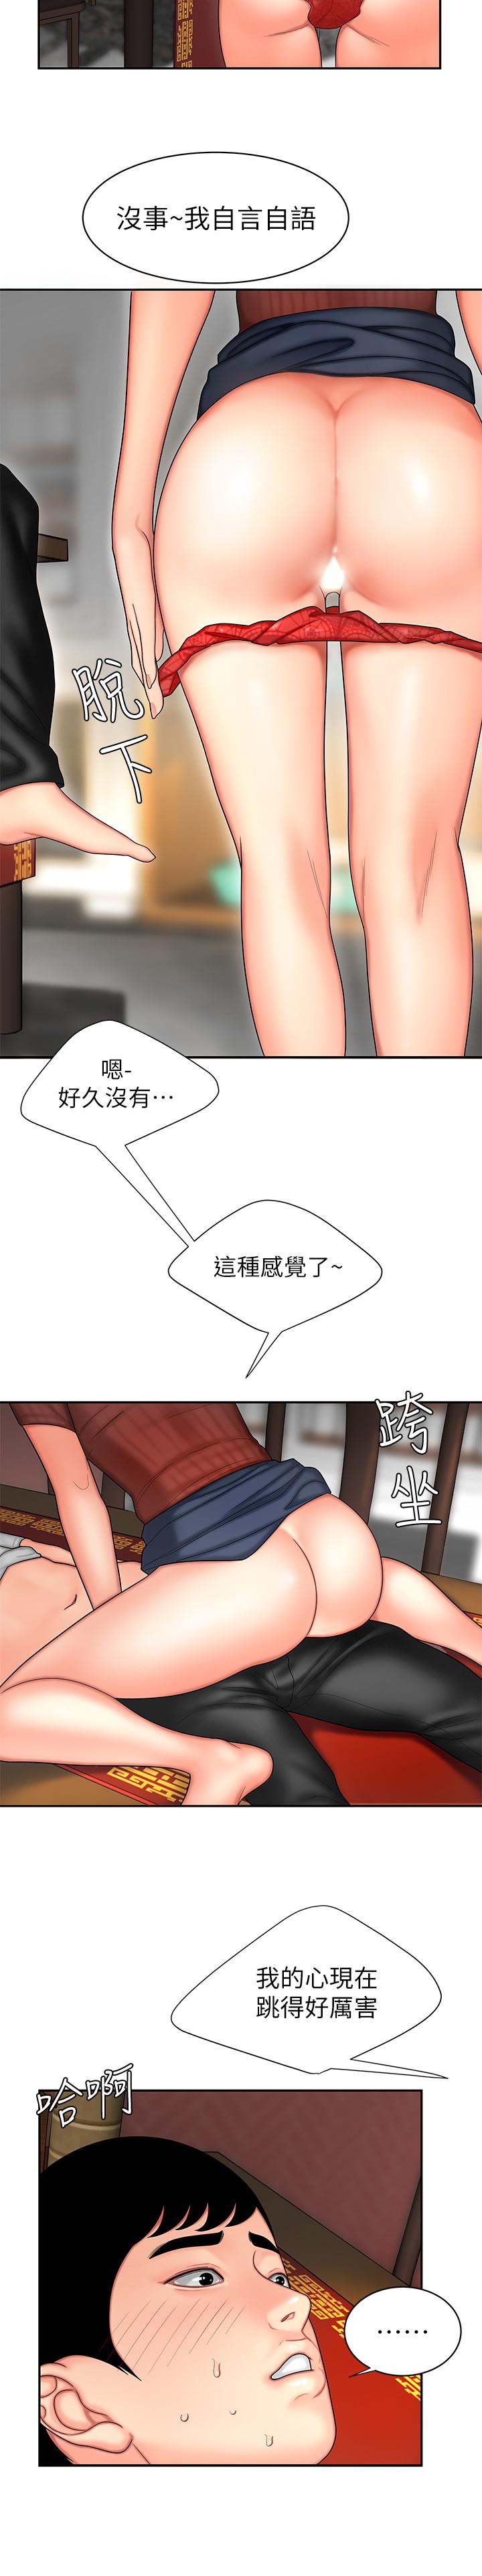 沒事~我自言自語
脫
下
嗯-
好久沒有…
這種感覺了~
跨
坐
我的心現在
跳得好厲害
哈啊
……